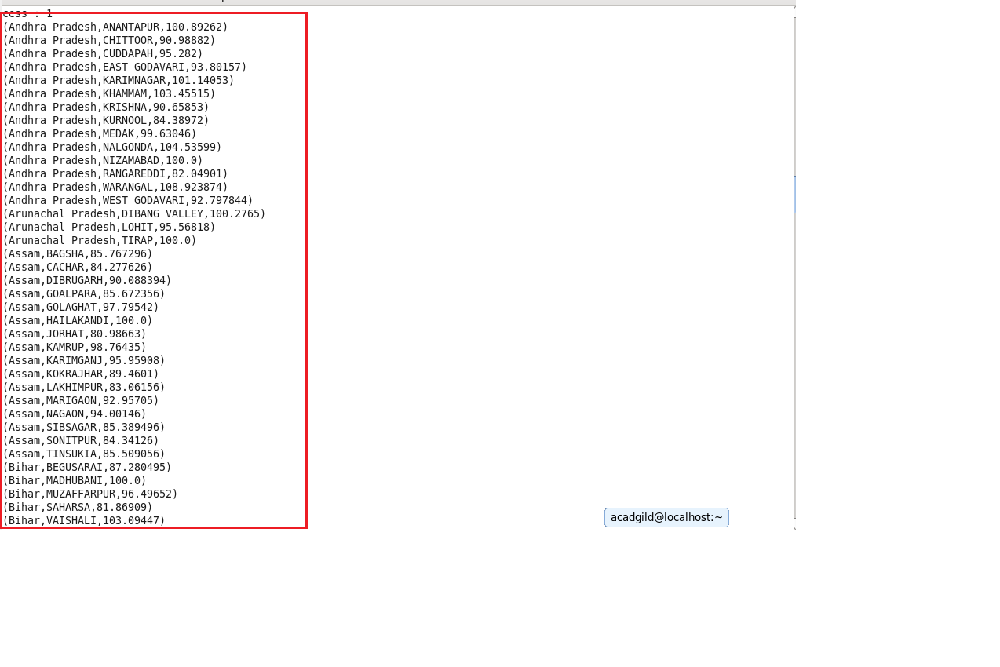 cess : 1
(Andhra Pradesh,ANANTAPUR,100.89262)
(Andhra Pradesh,CHITTOOR,90.98882)
(Andhra Pradesh,CUDDAPAH,95.282)
(Andhra Pradesh,EAST GODAVARI,93.80157)
(Andhra Pradesh,KARIMNAGAR,101.14053)
(Andhra Pradesh,KHAMMAM,103.45515)
(Andhra Pradesh,KRISHNA,90.65853)
(Andhra Pradesh,KURNOOL,84.38972)
(Andhra Pradesh,MEDAK,99.63046)
(Andhra Pradesh,NALGONDA,104.53599)
(Andhra Pradesh,NIZAMABAD,100.0)
(Andhra Pradesh,RANGAREDDI,82.04901)
(Andhra Pradesh,WARANGAL,108.923874)
(Andhra Pradesh,WEST GODAVARI,92.797844)
(Arunachal Pradesh,DIBANG VALLEY,100.2765)
(Arunachal Pradesh,LOHIT,95.56818)
(Arunachal Pradesh,TIRAP,100.0)
(Assam,BAGSHA,85.767296)
(Assam,CACHAR,84.277626)
(Assam,DIBRUGARH,90.088394)
(Assam,GOALPARA,85.672356)
(Assam,GOLAGHAT,97.79542)
(Assam,HAILAKANDI,100.0)
(Assam,JORHAT,80.98663)
(Assam,KAMRUP,98.76435)
(Assam,KARIMGANJ,95.95908)
(Assam,KOKRAJHAR,89.4601)
(Assam,LAKHIMPUR,83.06156)
(Assam,MARIGAON,92.95705)
(Assam,NAGAON,94.00146)
(Assam,SIBSAGAR,85.389496)
(Assam,SONITPUR,84.34126)
(Assam,TINSUKIA,85.509056)
(Bihar,BEGUSARAI,87.280495)
(Bihar,MADHUBANI,100.0)
(Bihar,MUZAFFARPUR,96.49652)
(Bihar,SAHARSA,81.86909)
(Bihar,VAISHALI,103.09447)
acadgild@localhost:~